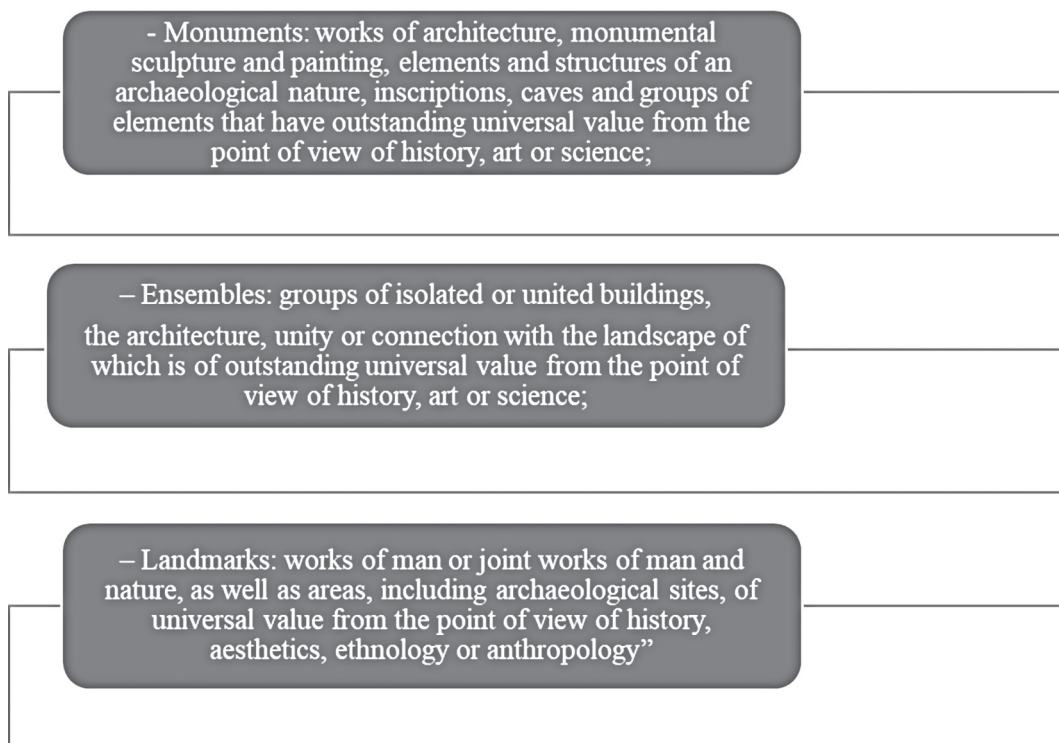 - Monuments: works of architecture, monumental
sculpture and painting, elements and structures of an
archaeological nature, inscriptions, caves and groups of
elements that have outstanding universal value from the
point of view of history, art or science;
– Ensembles: groups of isolated or united buildings,
the architecture, unity or connection with the landscape of
which is of outstanding universal value from the point of
view of history, art or science;
– Landmarks: works of man or joint works of man and
nature, as well as areas, including archaeological sites, of
universal value from the point of view of history,
aesthetics, ethnology or anthropology”